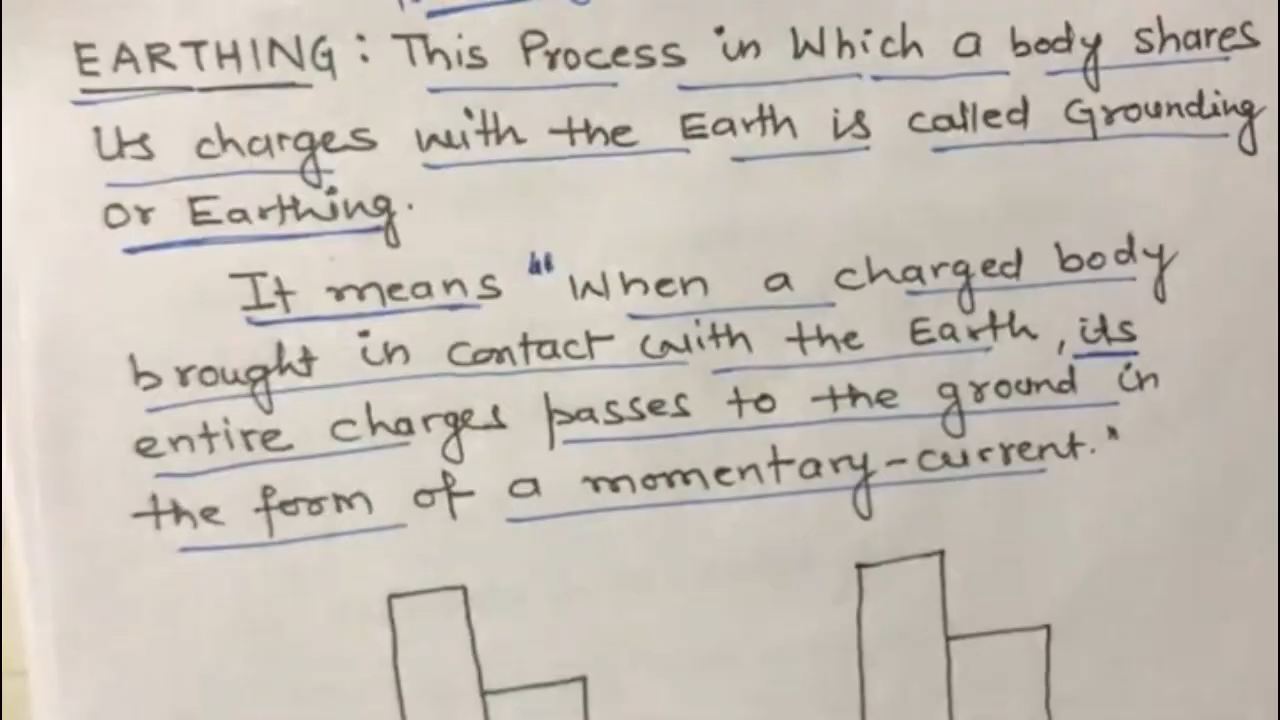 EARTHING : This Process in Which a body shares
Its charges with the Earth is called Grounding
or Earthing.
It means "When a charged body
brought in contact with the Earth, its
entire charges passes to the ground in
the form of a momentary-current."